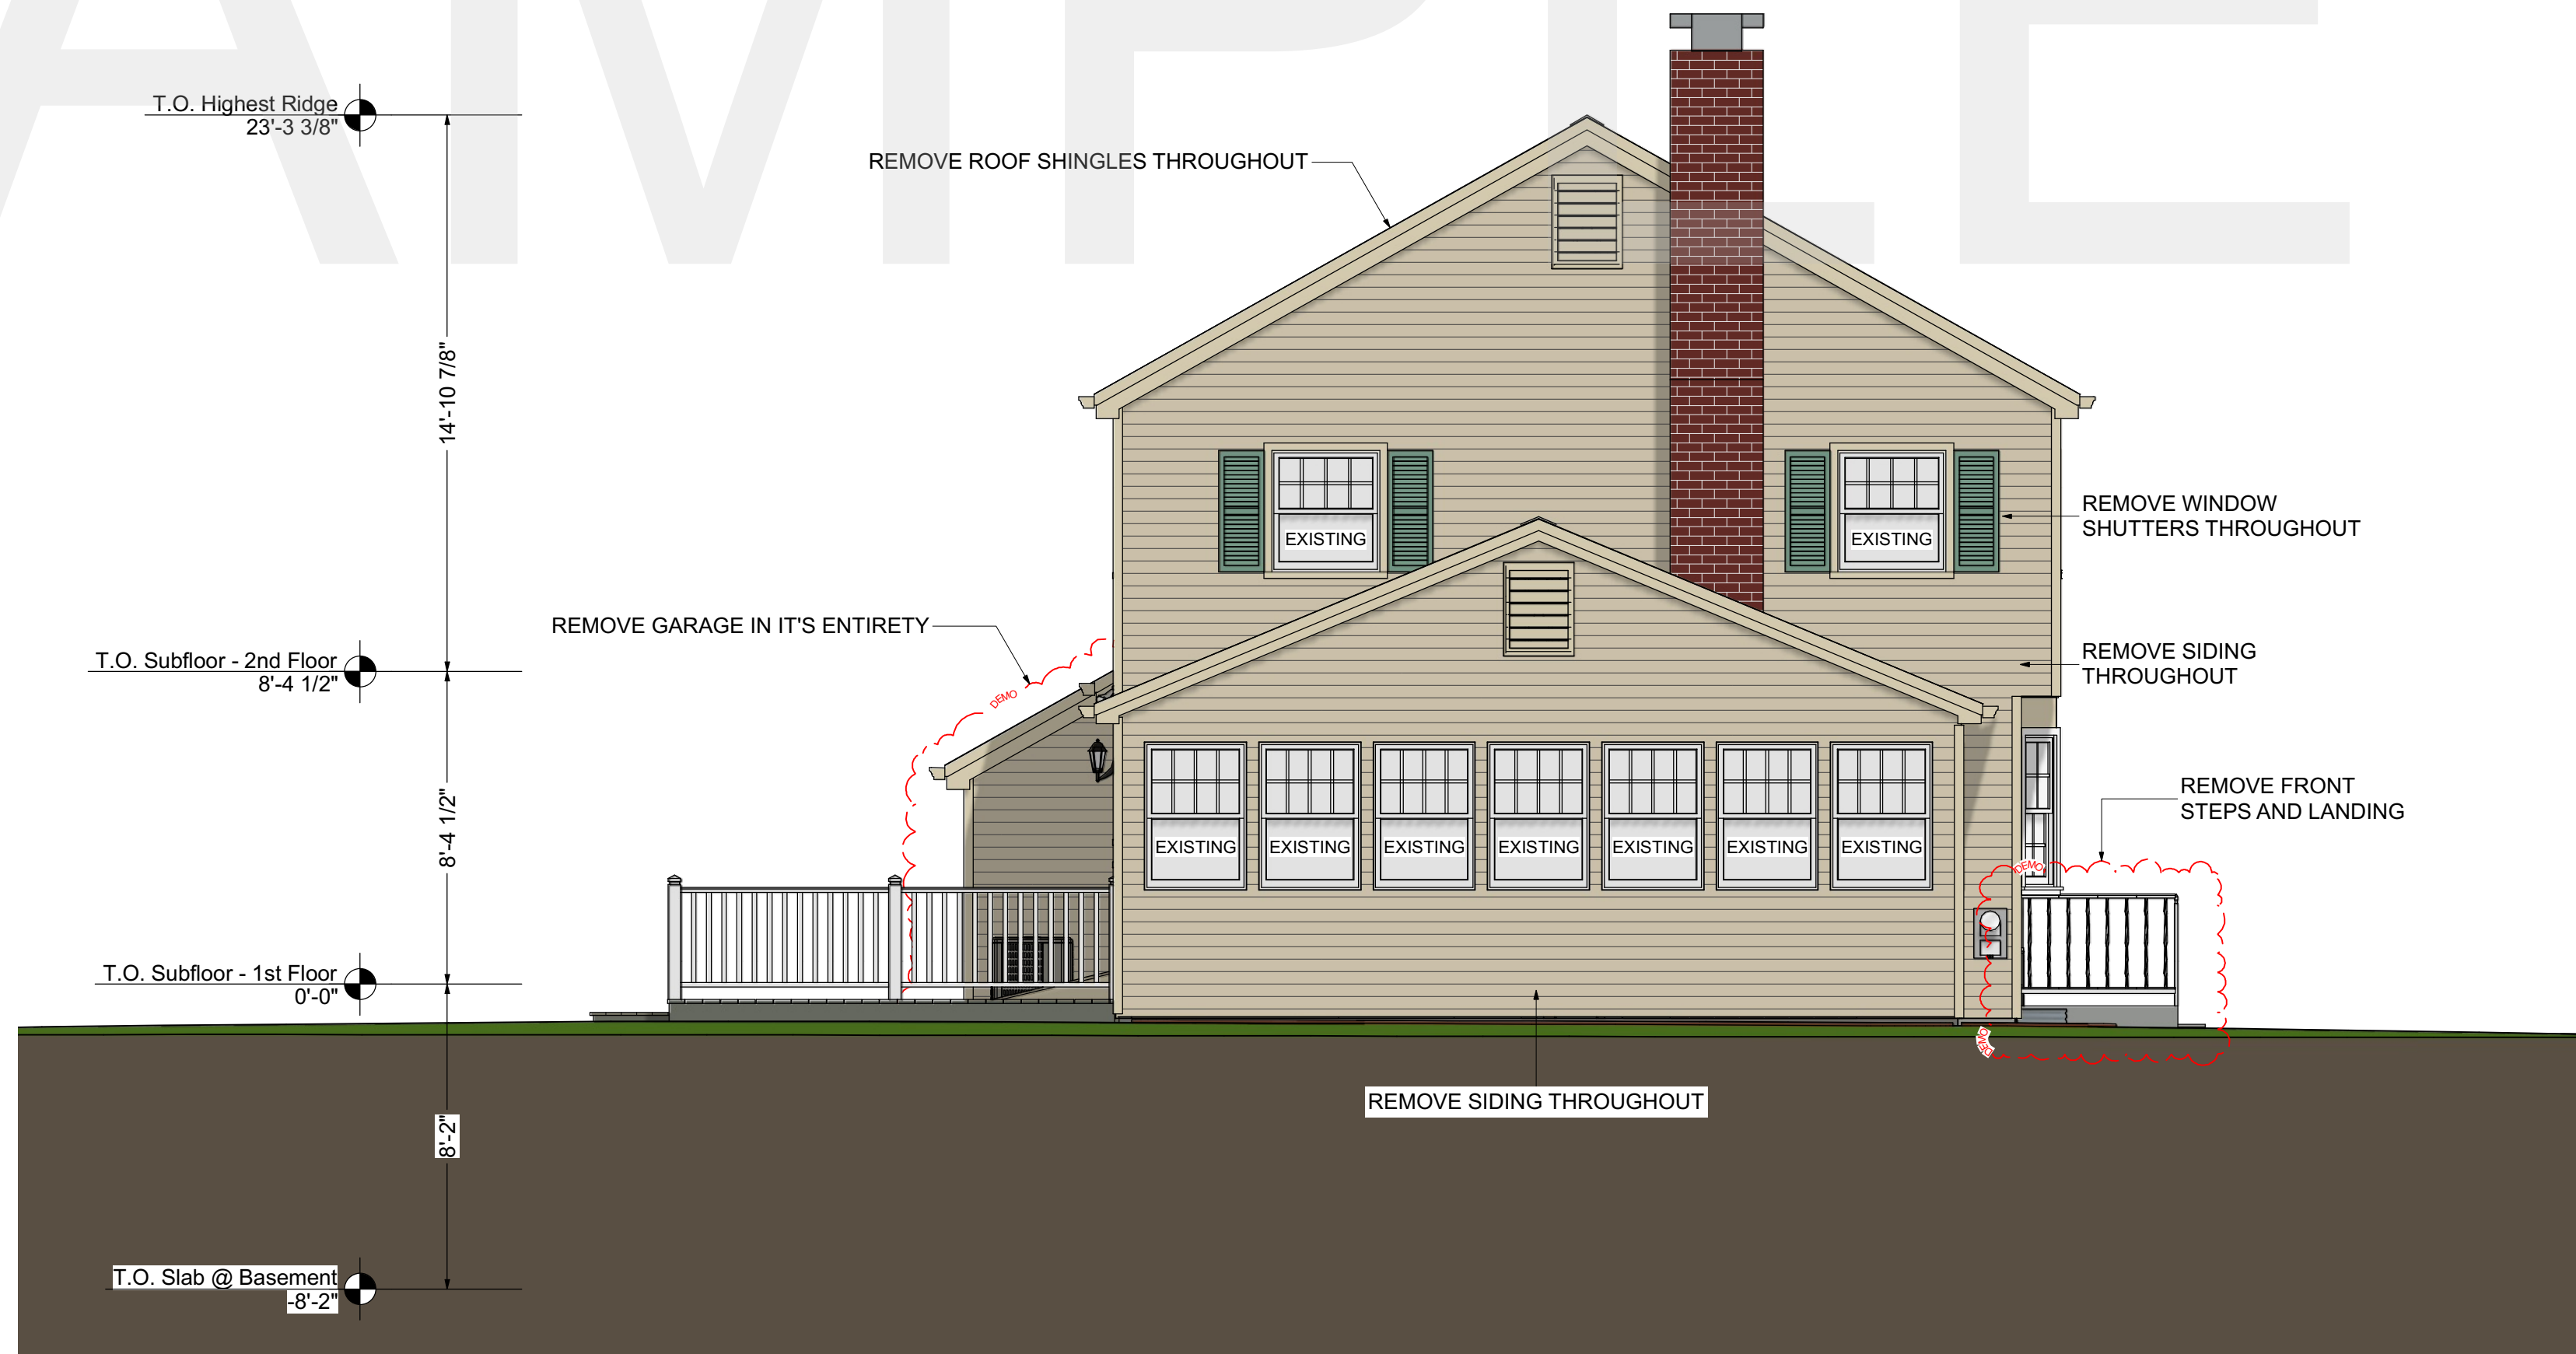 AMPLE
T.O. Highest Ridge
23'-3 3/8"
REMOVE ROOF SHINGLES THROUGHOUT
14'-10 7/8"
EXISTING
EXISTING
REMOVE WINDOW
SHUTTERS THROUGHOUT
REMOVE GARAGE IN IT'S ENTIRETY
DEMO
T.O. Subfloor - 2nd Floor
8'-4 1/2"
REMOVE SIDING
THROUGHOUT
8'-4 1/2"
REMOVE FRONT
STEPS AND LANDING
EXISTING
EXISTING
EXISTING
EXISTING
EXISTING
EXISTING
EXISTING
DEMO
T.O. Subfloor - 1st Floor
0'-0"
DEMO
REMOVE SIDING THROUGHOUT
8'-2"
T.O. Slab @ Basement
-8'-2"